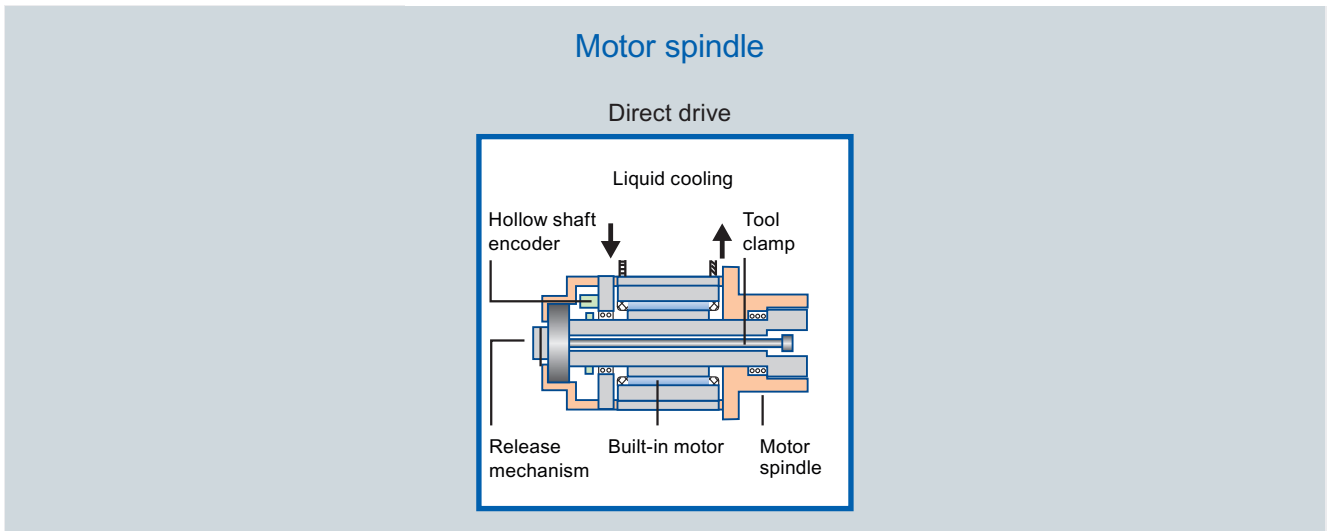 Motor spindle
Direct drive
Liquid cooling
Hollow shaft
encoder
Tool
clamp
Release
mechanism
Built-in motor
Motor
spindle